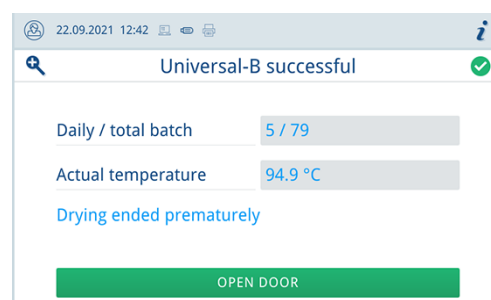 22.09.2021 12:42
i
Universal-B successful
Daily / total batch 5 / 79
Actual temperature 94.9 °C
Drying ended prematurely
OPEN DOOR